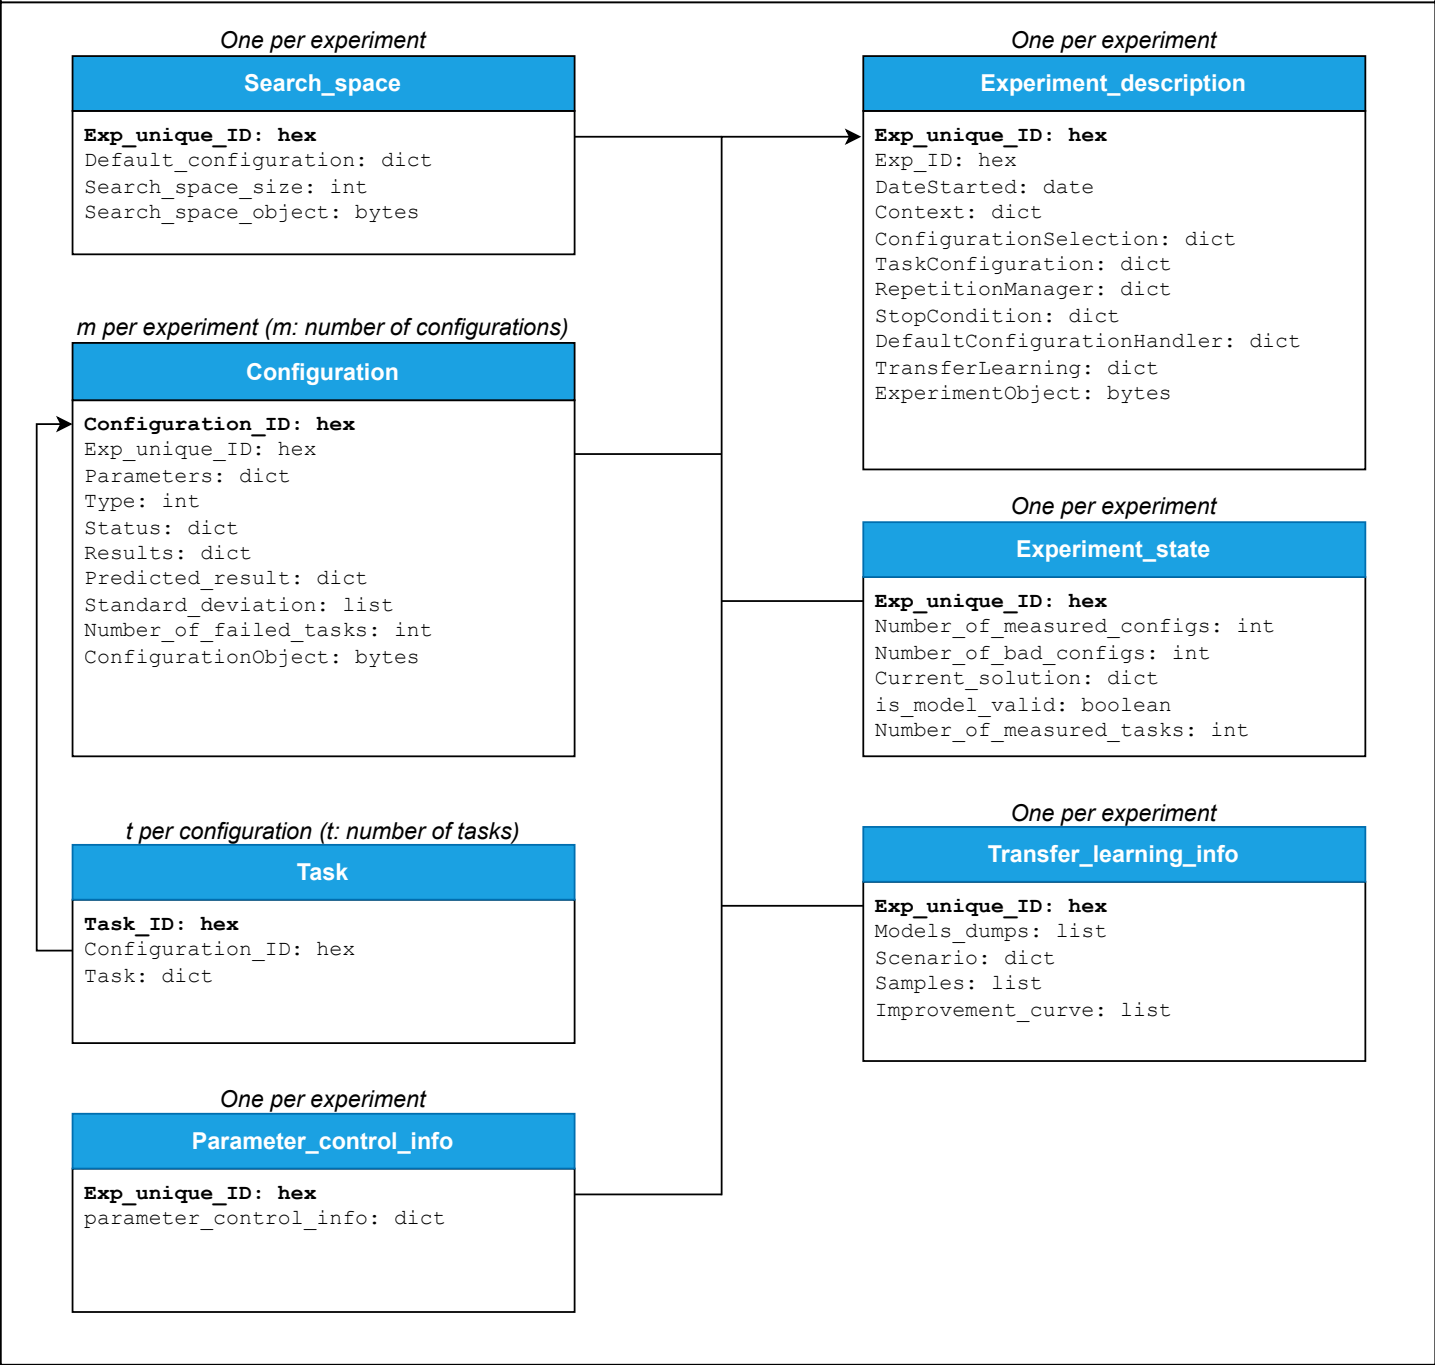 One per experiment
Search_space
Exp_unique_ID: hex
Default_configuration: dict
Search_space_size: int
Search_space_object: bytes
m per experiment (m: number of configurations)
Configuration
Configuration_ID: hex
Exp_unique_ID: hex
Parameters: dict
Type: int
Status: dict
Results: dict
Predicted_result: dict
Standard_deviation: list
Number_of_failed_tasks: int
ConfigurationObject: bytes
t per configuration (t: number of tasks)
Task
Task_ID: hex
Configuration_ID: hex
Task: dict
One per experiment
Parameter_control_info
Exp_unique_ID: hex
parameter_control_info: dict
One per experiment
Experiment_description
Exp_unique_ID: hex
Exp_ID: hex
DateStarted: date
Context: dict
ConfigurationSelection: dict
TaskConfiguration: dict
RepetitionManager: dict
StopCondition: dict
DefaultConfigurationHandler: dict
TransferLearning: dict
ExperimentObject: bytes
One per experiment
Experiment_state
Exp_unique_ID: hex
Number_of_measured_configs: int
Number_of_bad_configs: int
Current_solution: dict
is_model_valid: boolean
Number_of_measured_tasks: int
One per experiment
Transfer_learning_info
Exp_unique_ID: hex
Models_dumps: list
Scenario: dict
Samples: list
Improvement_curve: list